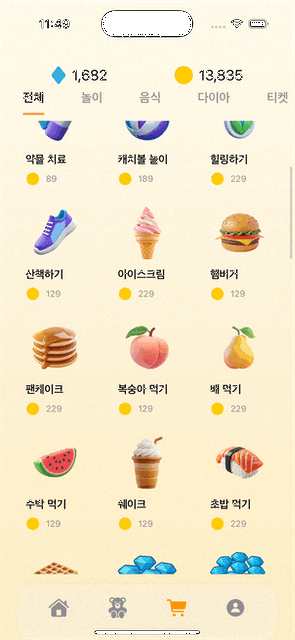 11:49
1,682 13,835
전체 놀이 음식 다이아 티켓
약물 치료 캐치볼 놀이 힐링하기
89 189 229
산책하기 아이스크림 햄버거
129 229 129
팬케이크 복숭아 먹기 배 먹기
229 229 229
수박 먹기 쉐이크 초밥 먹기
129 129 229